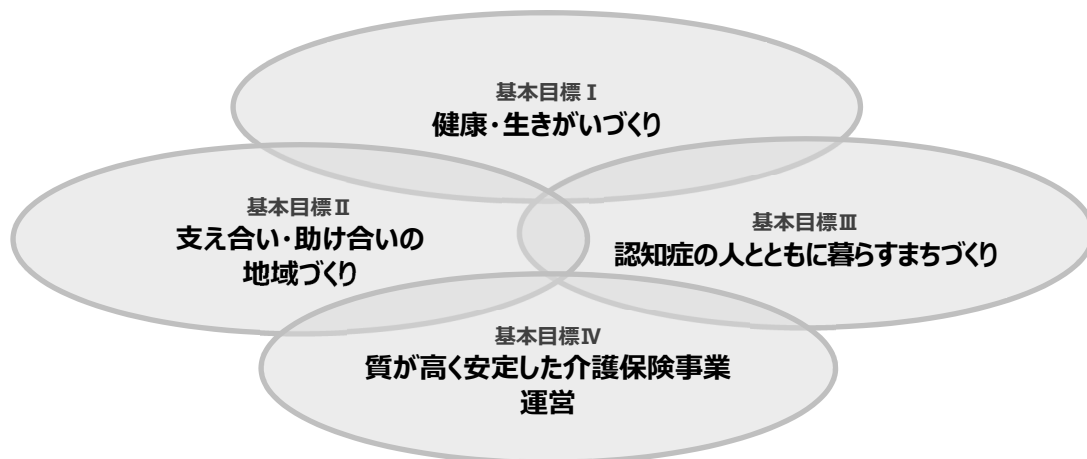 基本目標Ⅰ
健康・生きがいづくり
基本目標Ⅱ
支え合い・助け合いの
地域づくり
基本目標Ⅲ
認知症の人とともに暮らすまちづくり
基本目標Ⅳ
質が高く安定した介護保険事業
運営